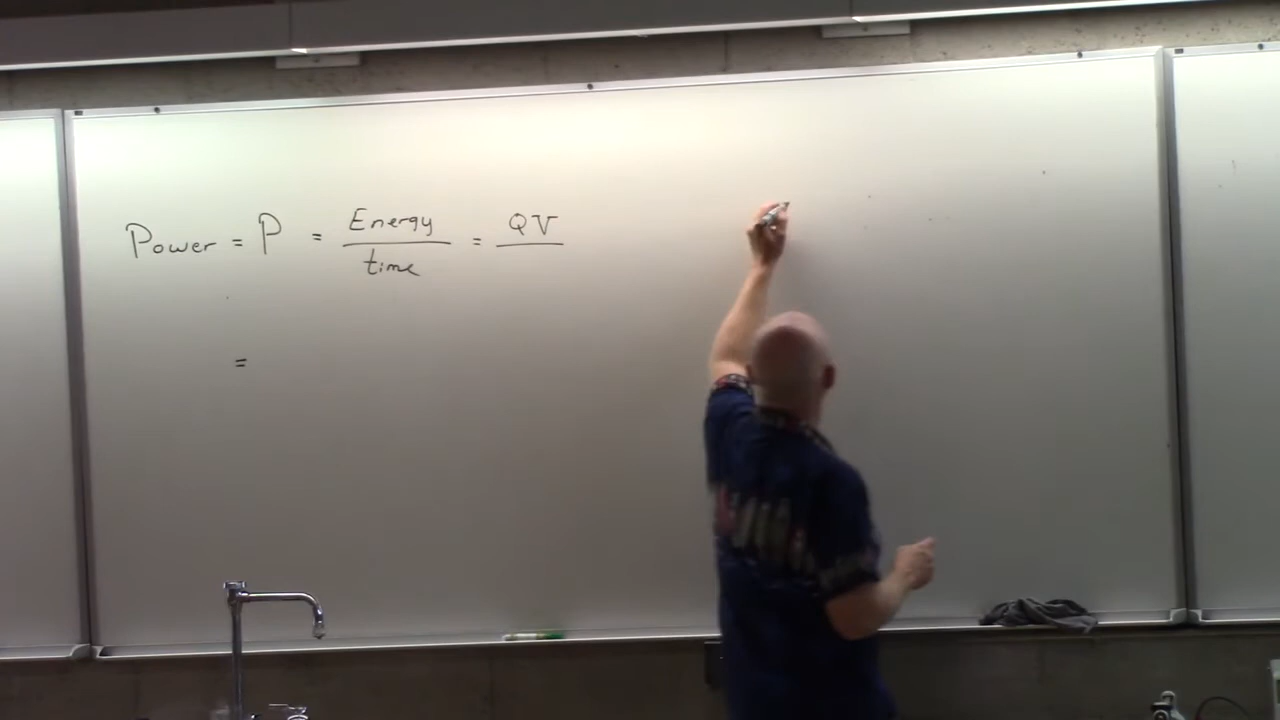 Power = P = Energy / time = QV /
=